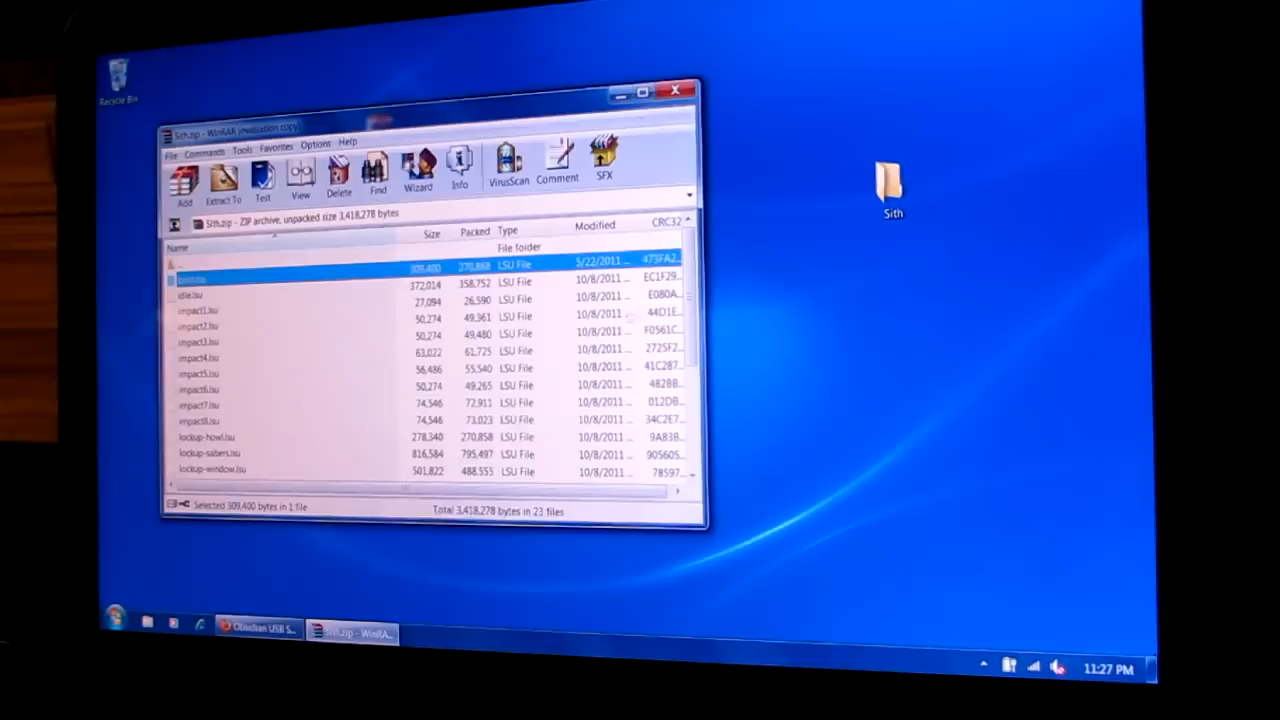 Recycle Bin
Sith.zip - WinRAR (evaluation copy)
File Commands Tools Favorites Options Help
Add Extract To Test View Delete Find Wizard Info VirusScan Comment SFX
Sith.zip - ZIP archive, unpacked size 3,418,278 bytes
Name Size Packed Type Modified CRC32
File folder
309,400 270,868 LSU File 5/22/2011 ... 473FA2...
idle.lsu 372,014 358,752 LSU File 10/8/2011 ... EC1F29...
impact1.lsu 27,094 26,590 LSU File 10/8/2011 ... E080A...
impact2.lsu 50,274 49,361 LSU File 10/8/2011 ... 44D1E...
impact3.lsu 50,274 49,480 LSU File 10/8/2011 ... F0561C...
impact4.lsu 63,022 61,725 LSU File 10/8/2011 ... 2725F2...
impact5.lsu 56,486 55,540 LSU File 10/8/2011 ... 41C287...
impact6.lsu 50,274 49,265 LSU File 10/8/2011 ... 482BB...
impact7.lsu 74,546 72,911 LSU File 10/8/2011 ... 012DB...
impact8.lsu 74,546 73,023 LSU File 10/8/2011 ... 34C2E7...
lockup-howl.lsu 278,340 270,858 LSU File 10/8/2011 ... 9A83B...
lockup-sabers.lsu 816,584 795,497 LSU File 10/8/2011 ... 905605...
lockup-window.lsu 501,822 488,555 LSU File 10/8/2011 ... 78597...
Selected 309,400 bytes in 1 file Total 3,418,278 bytes in 23 files
Sith
Obsidian USB S...
Sith.zip - WinRA...
11:27 PM